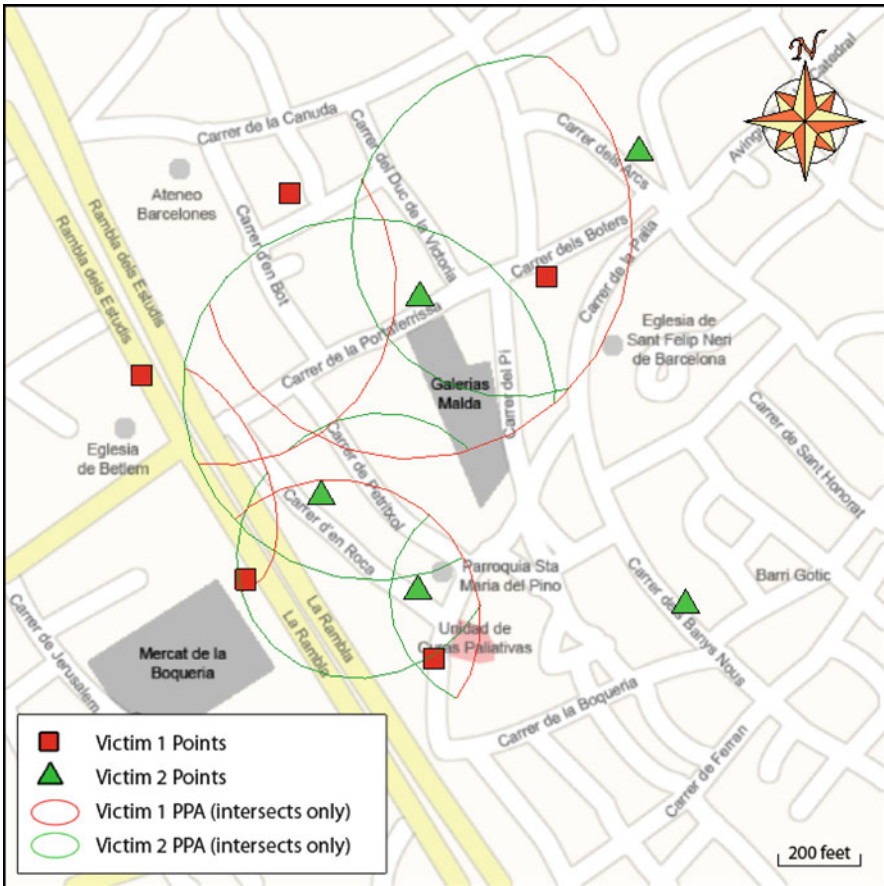 N
Avin
Catedral
Carrer de la Canuda
Carrer dels Arcs
Carrer del Duc de la Victoria
Ateneo
Barcelones
Rambla dels Estudis
Rambla dels Estudis
Carrer d'en Bot
Carrer dels Boters
Carrer de la Palla
Carrer de la Portaferrissa
Eglesia de
Sant Felip Neri
de Barcelona
Galerias
Malda
Carrer del Pi
Eglesia
de Betlem
Carrer de Petritxol
Carrer de Sant Honorat
Carrer d'en Roca
Parroquia Sta
Maria del Pino
Barri Gotic
Carrer dels Banys Nous
La Rambla
La Rambla
Unidad de
Curas Paliativas
Mercat de la
Boqueria
Carrer de Jerusalem
Carrer de la Boqueria
Carrer de Ferran
Victim 1 Points
Victim 2 Points
Victim 1 PPA (intersects only)
Victim 2 PPA (intersects only)
200 feet